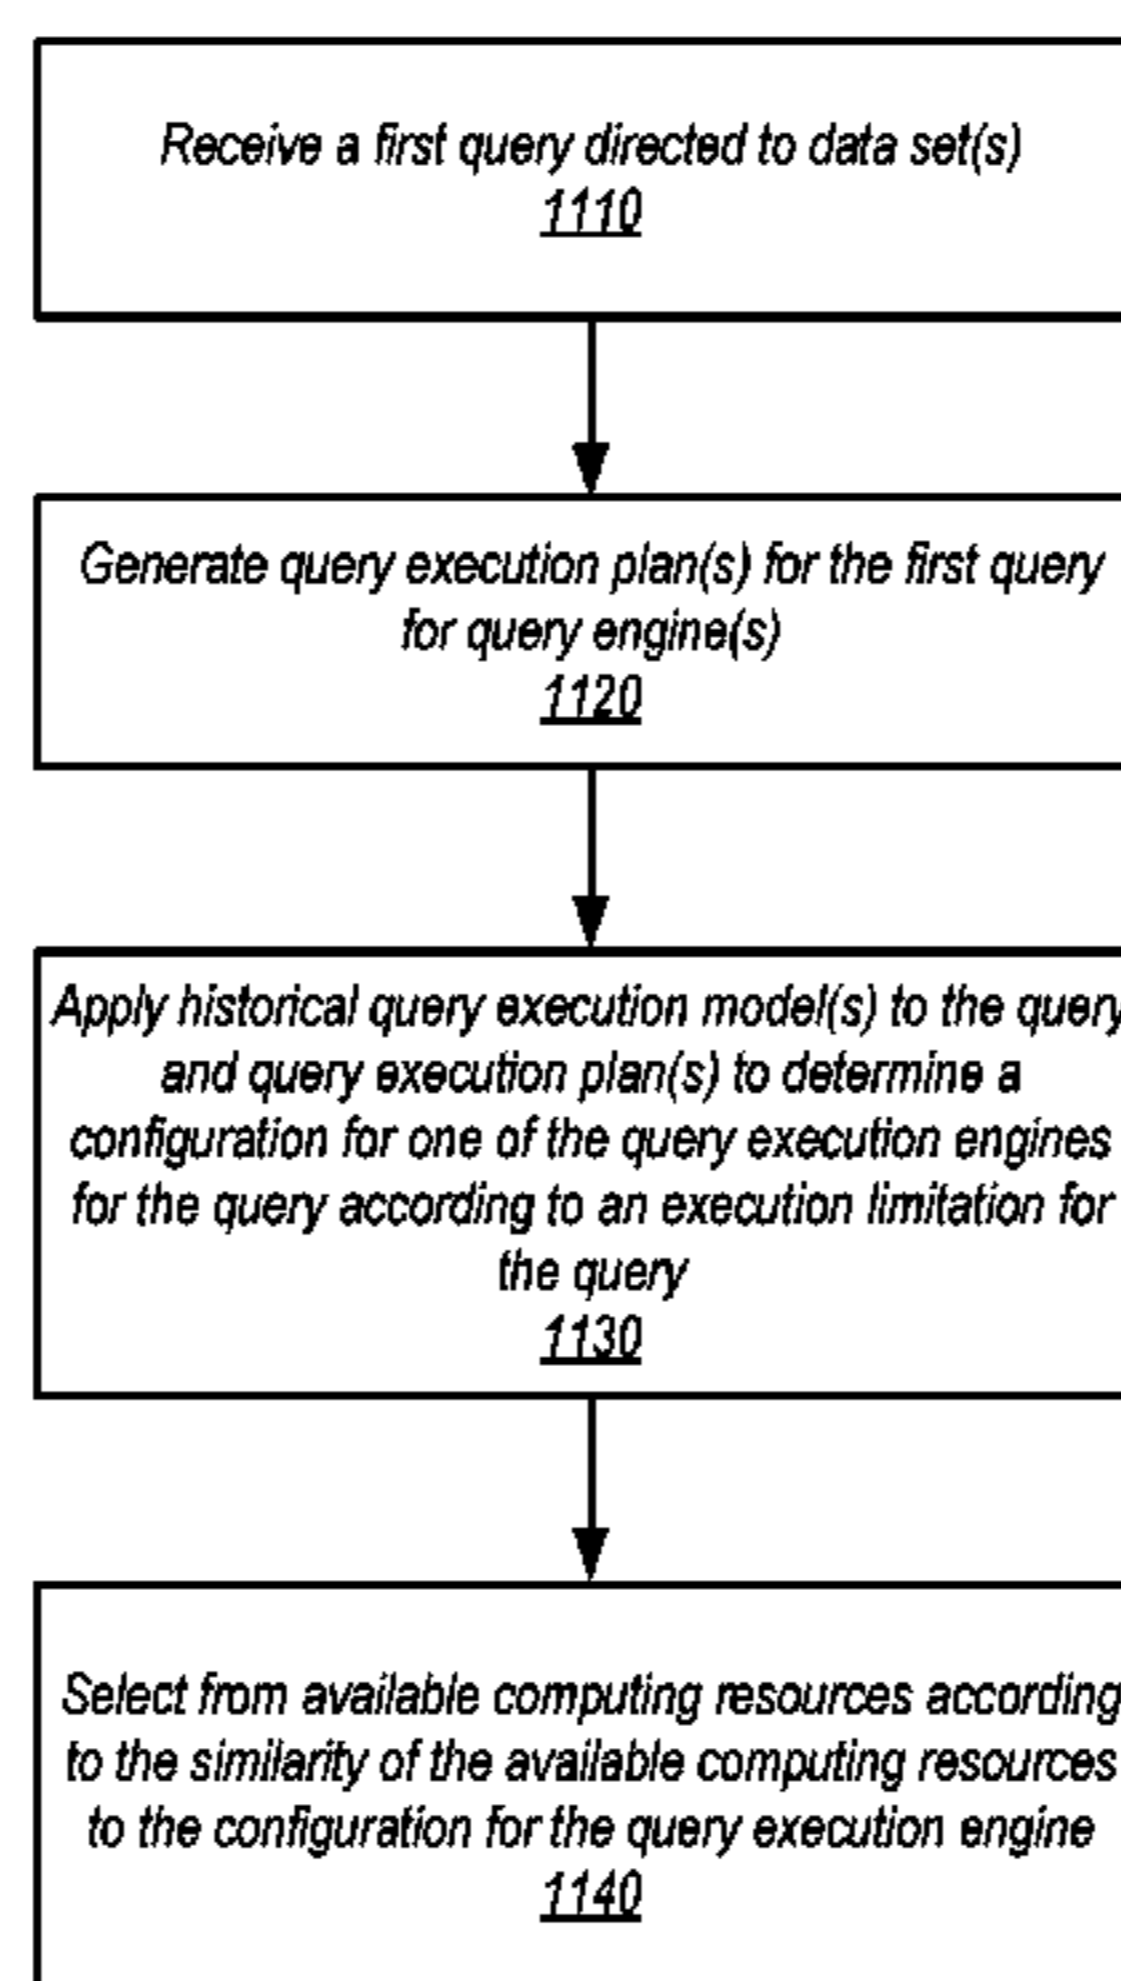 Receive a first query directed to data set(s)
1110
Generate query execution plan(s) for the first query
for query engine(s)
1120
Apply historical query execution model(s) to the query
and query execution plan(s) to determine a
configuration for one of the query execution engines
for the query according to an execution limitation for
the query
1130
Select from available computing resources according
to the similarity of the available computing resources
to the configuration for the query execution engine
1140